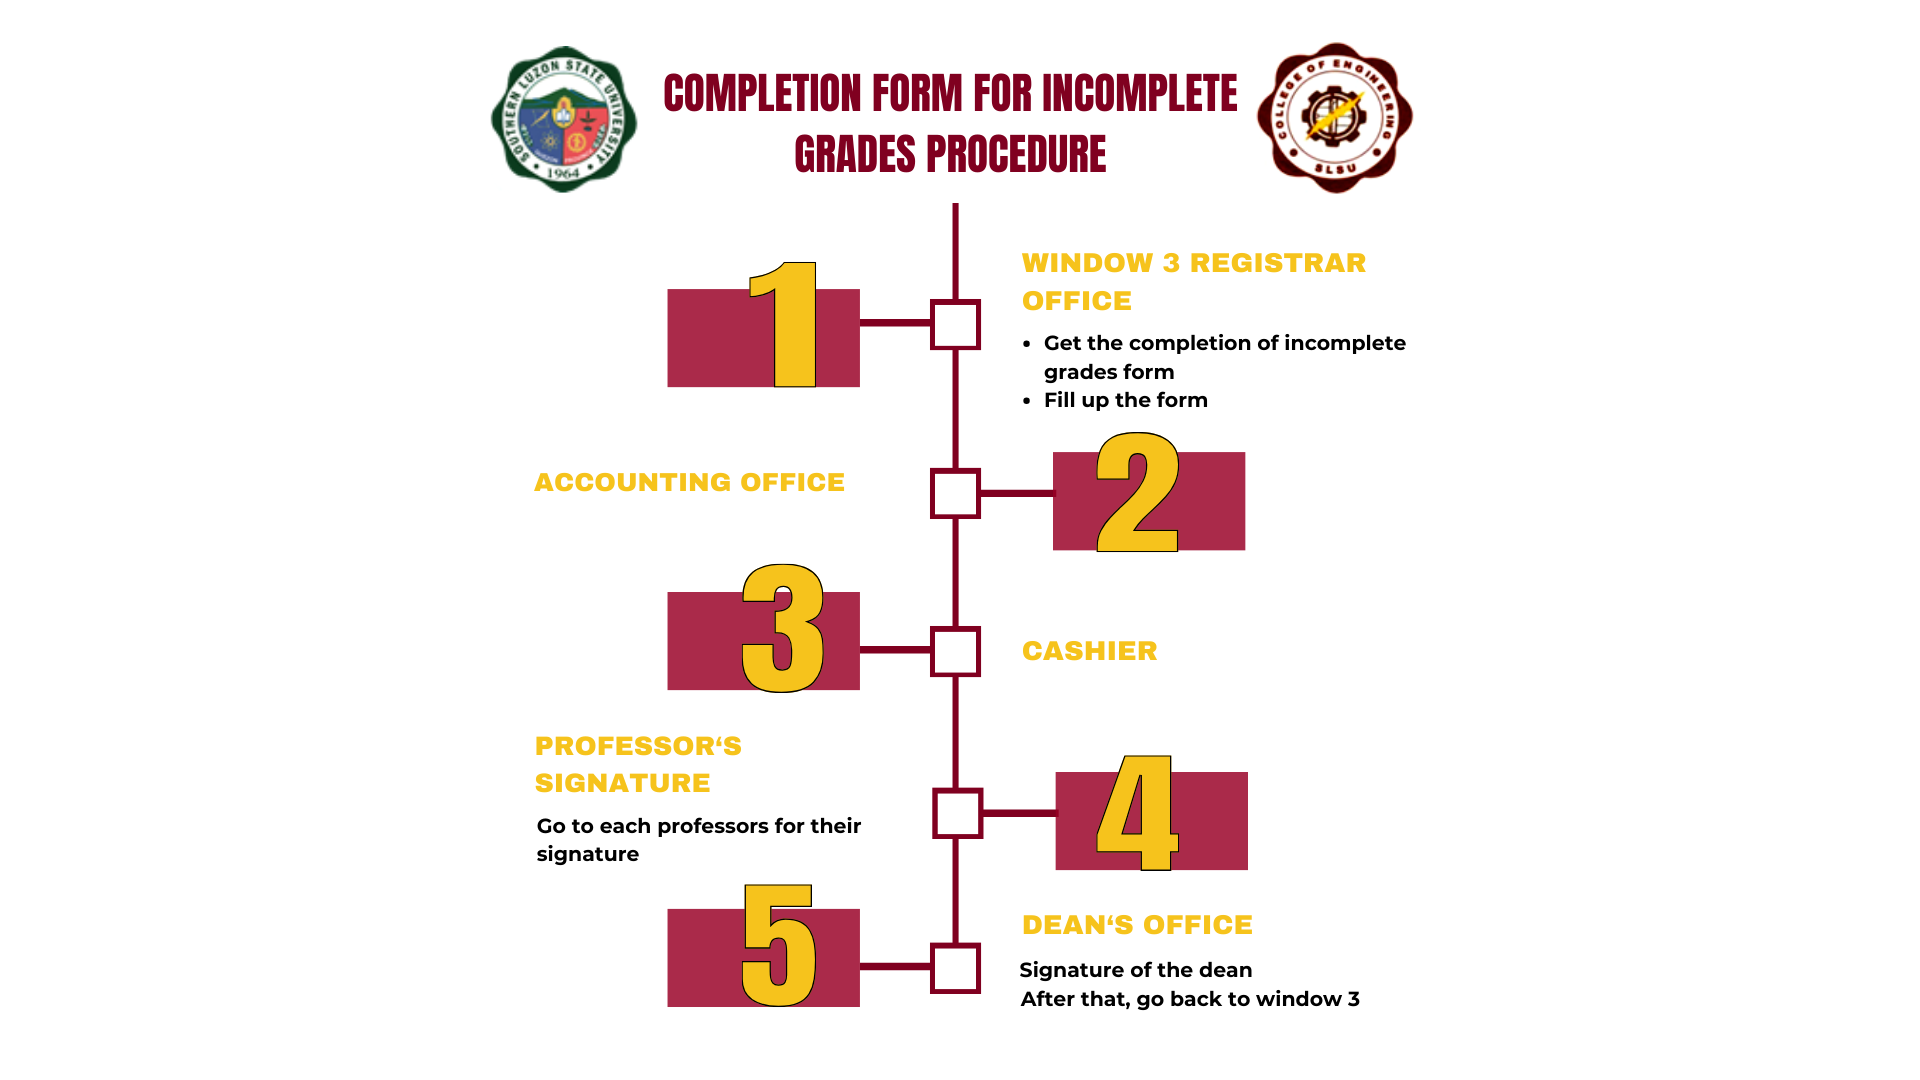 SOUTHERN LUZON STATE UNIVERSITY
1964
COMPLETION FORM FOR INCOMPLETE
GRADES PROCEDURE
COLLEGE OF ENGINEERING
SLSU
1
WINDOW 3 REGISTRAR
OFFICE
• Get the completion of incomplete
grades form
• Fill up the form
ACCOUNTING OFFICE
2
3
CASHIER
PROFESSOR‘S
SIGNATURE
Go to each professors for their
signature
4
5
DEAN‘S OFFICE
Signature of the dean
After that, go back to window 3